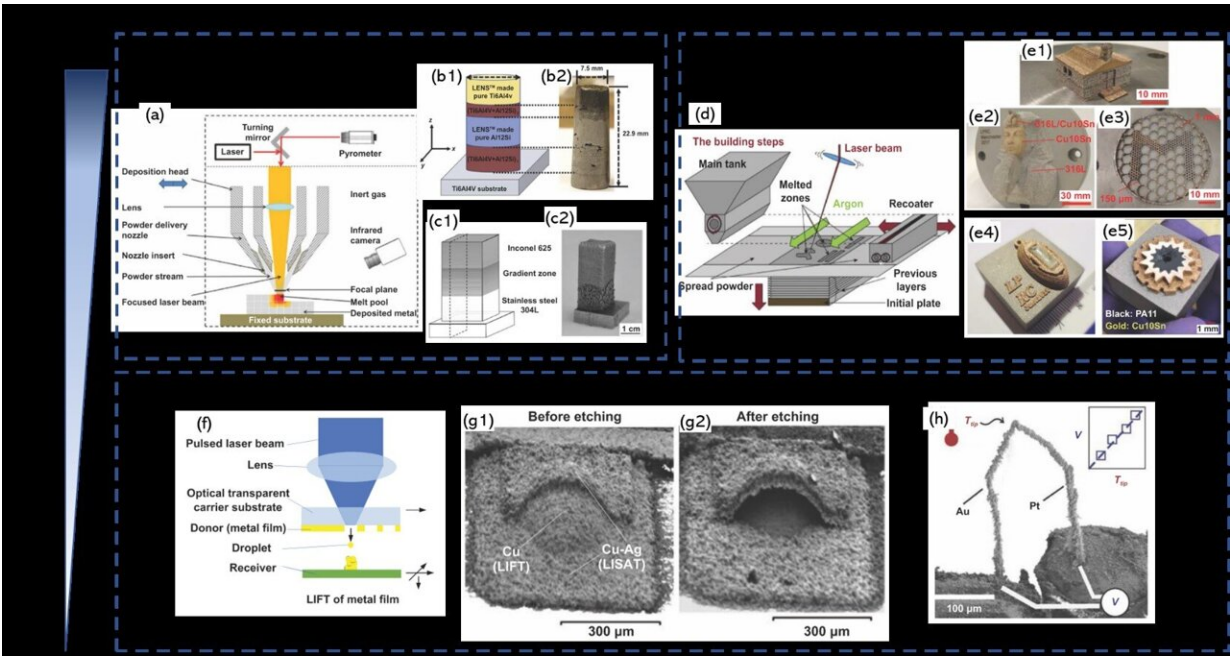 (a)
Turning
mirror
Laser
Pyrometer
Deposition head
Inert gas
Lens
Powder delivery
nozzle
Infrared
camera
Nozzle insert
Powder stream
Focal plane
Focused laser beam
Melt pool
Deposited metal
Fixed substrate
(b1)
LENS™ made
pure Ti6Al4v
(Ti6Al4V+Al12Si)
LENS™ made
pure Al12Si
(Ti6Al4V+Al12Si)
Ti6Al4V substrate
z
y
x
(b2)
7.5 mm
22.9 mm
(c1)
Inconel 625
Gradient zone
Stainless steel
304L
(c2)
1 cm
(d)
The building steps
Main tank
Laser beam
Melted
zones
Argon
Recoater
Spread powder
Previous
layers
Initial plate
(e1)
10 mm
(e2)
316L/Cu10Sn
Cu10Sn
316L
30 mm
(e3)
150 µm
10 mm
(e4)
(e5)
Black: PA11
Gold: Cu10Sn
1 mm
(f)
Pulsed laser beam
Lens
Optical transparent
carrier substrate
Donor (metal film)
Droplet
Receiver
LIFT of metal film
(g1)
Before etching
Cu
(LIFT)
Cu-Ag
(LISAT)
300 µm
(g2)
After etching
300 µm
(h)
Ttip
V
Ttip
Au
Pt
100 µm
V